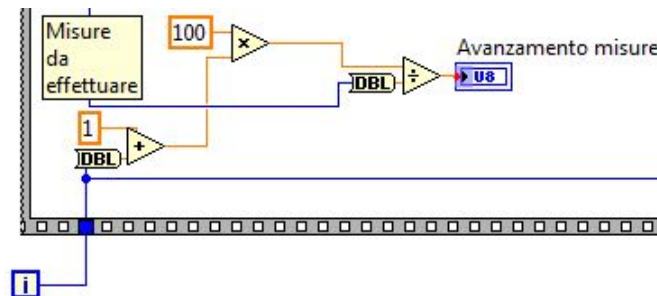 Misure
da
effettuare
100
Avanzamento misure
DBL
U8
1
DBL
i